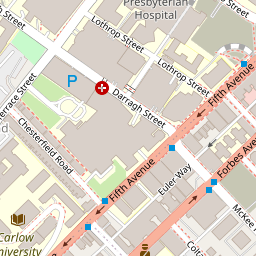 Presbyterian
Hospital
Lothrop Street
Lothrop Street
P
Darragh Street
Terrace Street
Fifth Avenue
Forbes Ave
Chesterfield Road
Fifth Avenue
Euler Way
McKee
Carlow
University